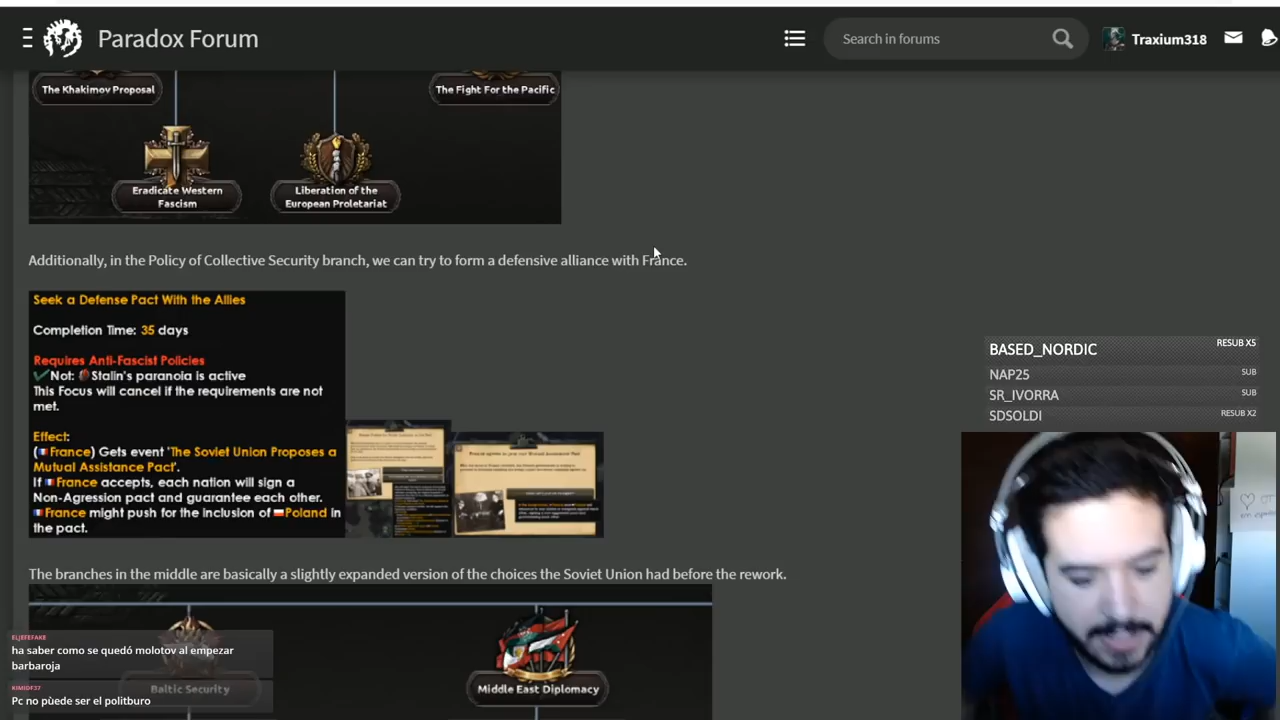 Paradox Forum
Search in forums
Traxium318
The Khakimov Proposal
The Fight For the Pacific
Eradicate Western
Fascism
Liberation of the
European Proletariat
Additionally, in the Policy of Collective Security branch, we can try to form a defensive alliance with France.
Seek a Defense Pact With the Allies
Completion Time: 35 days
Requires Anti-Fascist Policies
Not: Stalin's paranoia is active
This Focus will cancel if the requirements are not
met.
Effect:
(France) Gets event 'The Soviet Union Proposes a
Mutual Assistance Pact'.
If France accepts, each nation will sign a
Non-Agression pact and guarantee each other.
France might push for the inclusion of Poland in
the pact.
The branches in the middle are basically a slightly expanded version of the choices the Soviet Union had before the rework.
Baltic Security
Middle East Diplomacy
ELJEFEFAKE
ha saber como se quedó molotov al empezar
barbaroja
KIMIDF37
Pc no pùede ser el politburo
BASED_NORDIC RESUB X5
NAP25 SUB
SR_IVORRA SUB
SDSOLDI RESUB X2